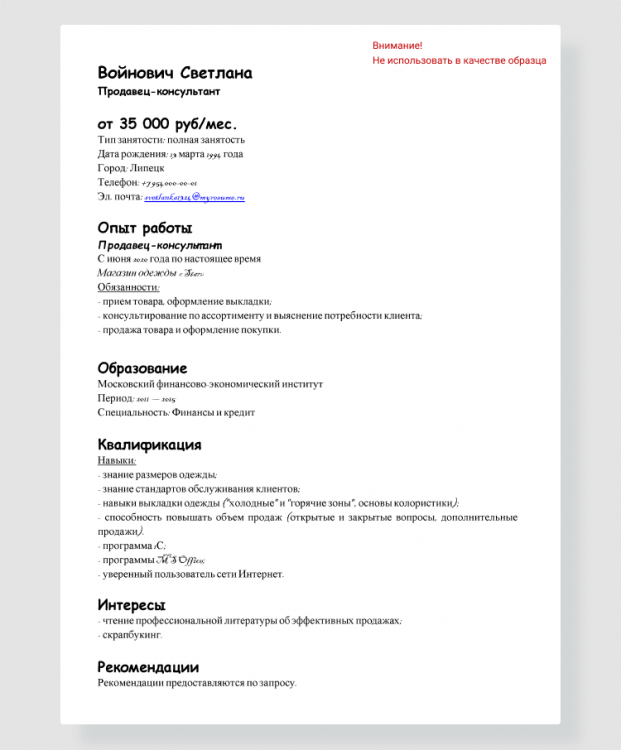 Внимание!
Не использовать в качестве образца
Войнович Светлана
Продавец-консультант
от 35 000 руб/мес.
Тип занятости: полная занятость
Дата рождения: 19 марта 1994 года
Город: Липецк
Телефон: +7 954 000-00-01
Эл. почта: svetlanka1324@myresume.ru
Опыт работы
Продавец-консультант
С июня 2020 года по настоящее время
Магазин одежды
Обязанности:
- прием товара, оформление выкладки;
- консультирование по ассортименту и выяснение потребности клиента;
- продажа товара и оформление покупки.
Образование
Московский финансово-экономический институт
Период: 2011 — 2015
Специальность: Финансы и кредит
Квалификация
Навыки:
- знание размеров одежды;
- знание стандартов обслуживания клиентов;
- навыки выкладки одежды ("холодные" и "горячие зоны", основы колористики);
- способность повышать объем продаж (открытые и закрытые вопросы, дополнительные
продажи).
- программа 1С;
- программы MS Office;
- уверенный пользователь сети Интернет.
Интересы
- чтение профессиональной литературы об эффективных продажах;
- скрапбукинг.
Рекомендации
Рекомендации предоставляются по запросу.